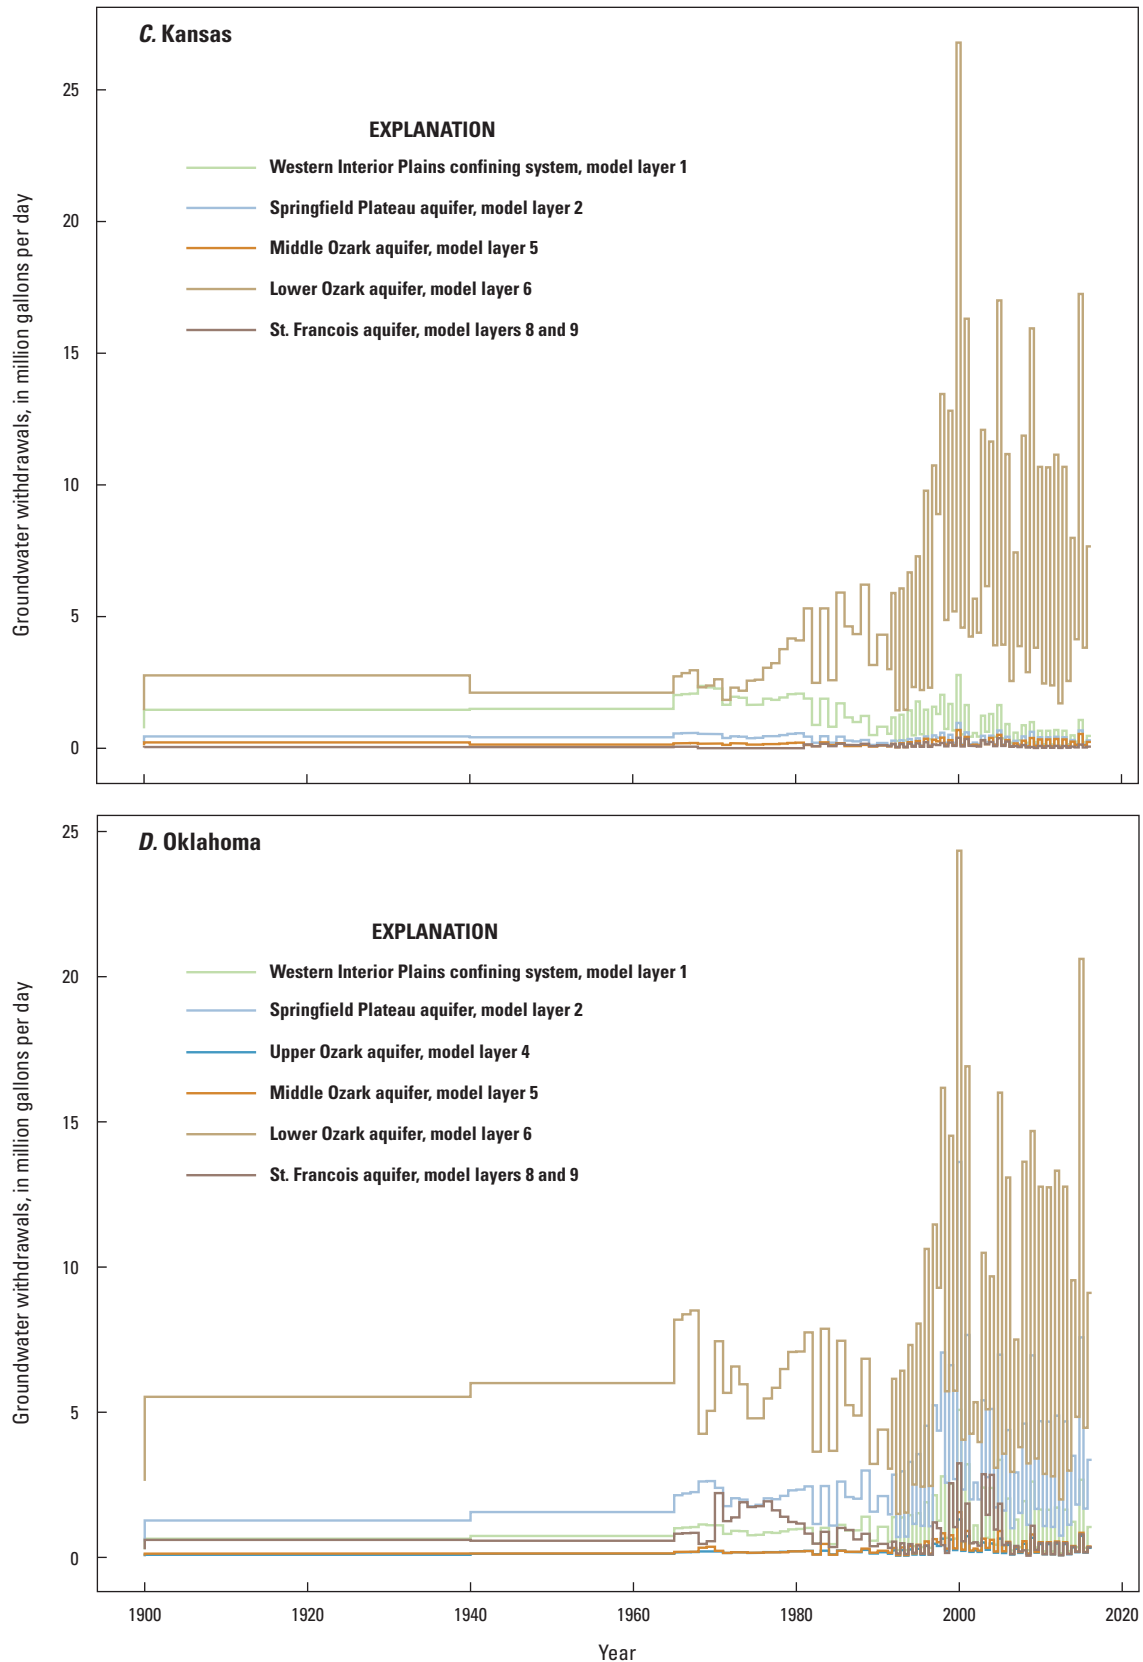 C. Kansas
25
20
15
10
5
0
Groundwater withdrawals, in million gallons per day
EXPLANATION
Western Interior Plains confining system, model layer 1
Springfield Plateau aquifer, model layer 2
Middle Ozark aquifer, model layer 5
Lower Ozark aquifer, model layer 6
St. Francois aquifer, model layers 8 and 9
D. Oklahoma
25
20
15
10
5
0
Groundwater withdrawals, in million gallons per day
EXPLANATION
Western Interior Plains confining system, model layer 1
Springfield Plateau aquifer, model layer 2
Upper Ozark aquifer, model layer 4
Middle Ozark aquifer, model layer 5
Lower Ozark aquifer, model layer 6
St. Francois aquifer, model layers 8 and 9
1900 1920 1940 1960 1980 2000 2020
Year